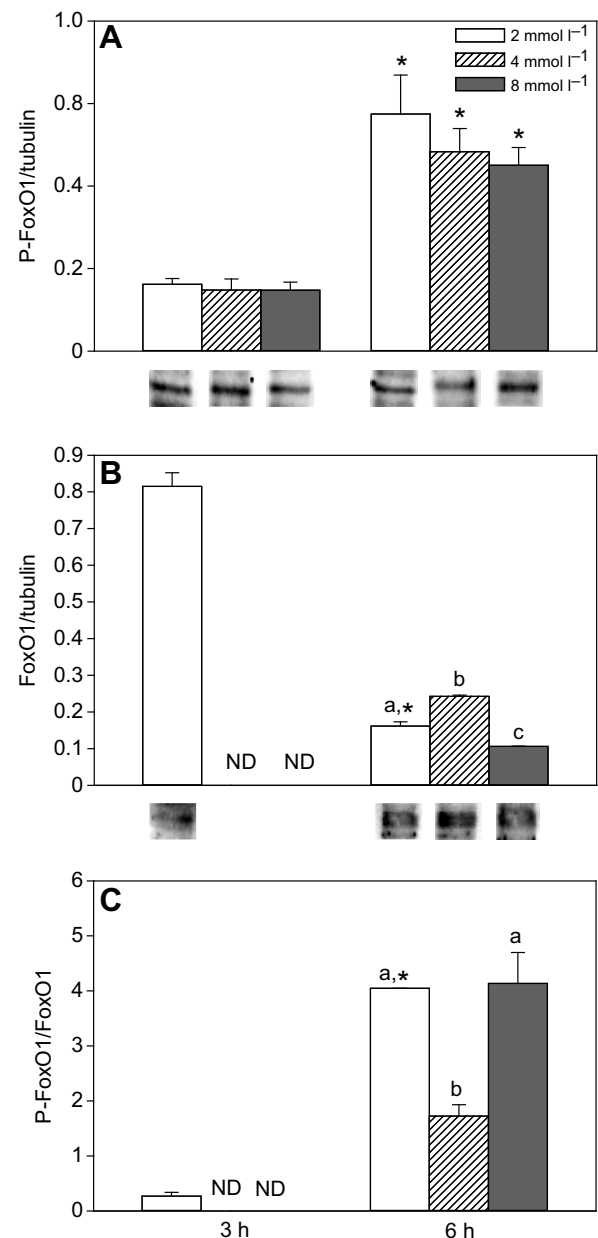 A
2 mmol l⁻¹
4 mmol l⁻¹
8 mmol l⁻¹
P-FoxO1/tubulin
1.0
0.8
0.4
0.2
0
*
*
*
B
FoxO1/tubulin
0.9
0.8
0.7
0.6
0.5
0.4
0.3
0.2
0.1
0
ND
ND
a,*
b
c
C
P-FoxO1/FoxO1
6
5
4
3
2
1
0
ND
ND
a,*
b
a
3 h
6 h